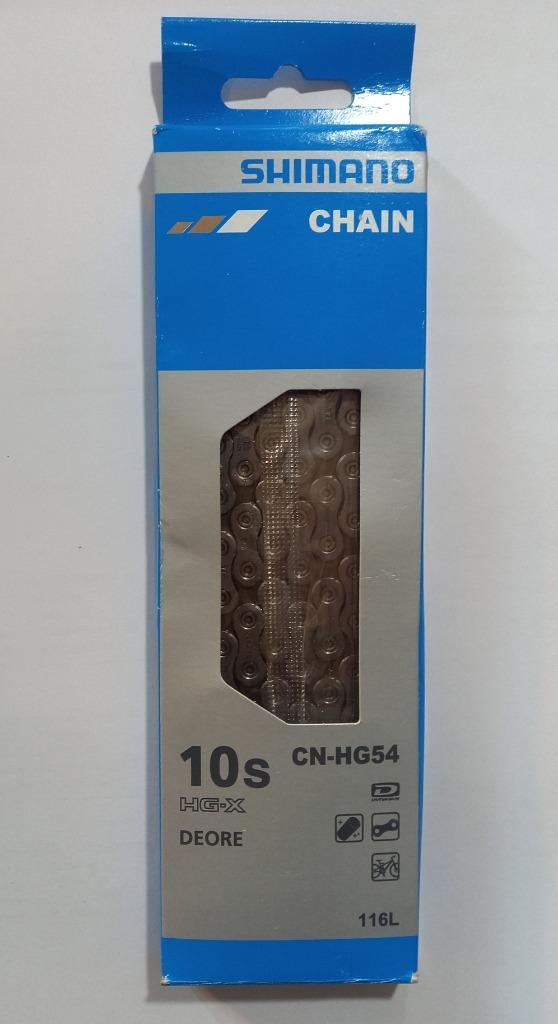 SHIMANO
CHAIN
10s
CN-HG54
HG-X
DEORE
116L